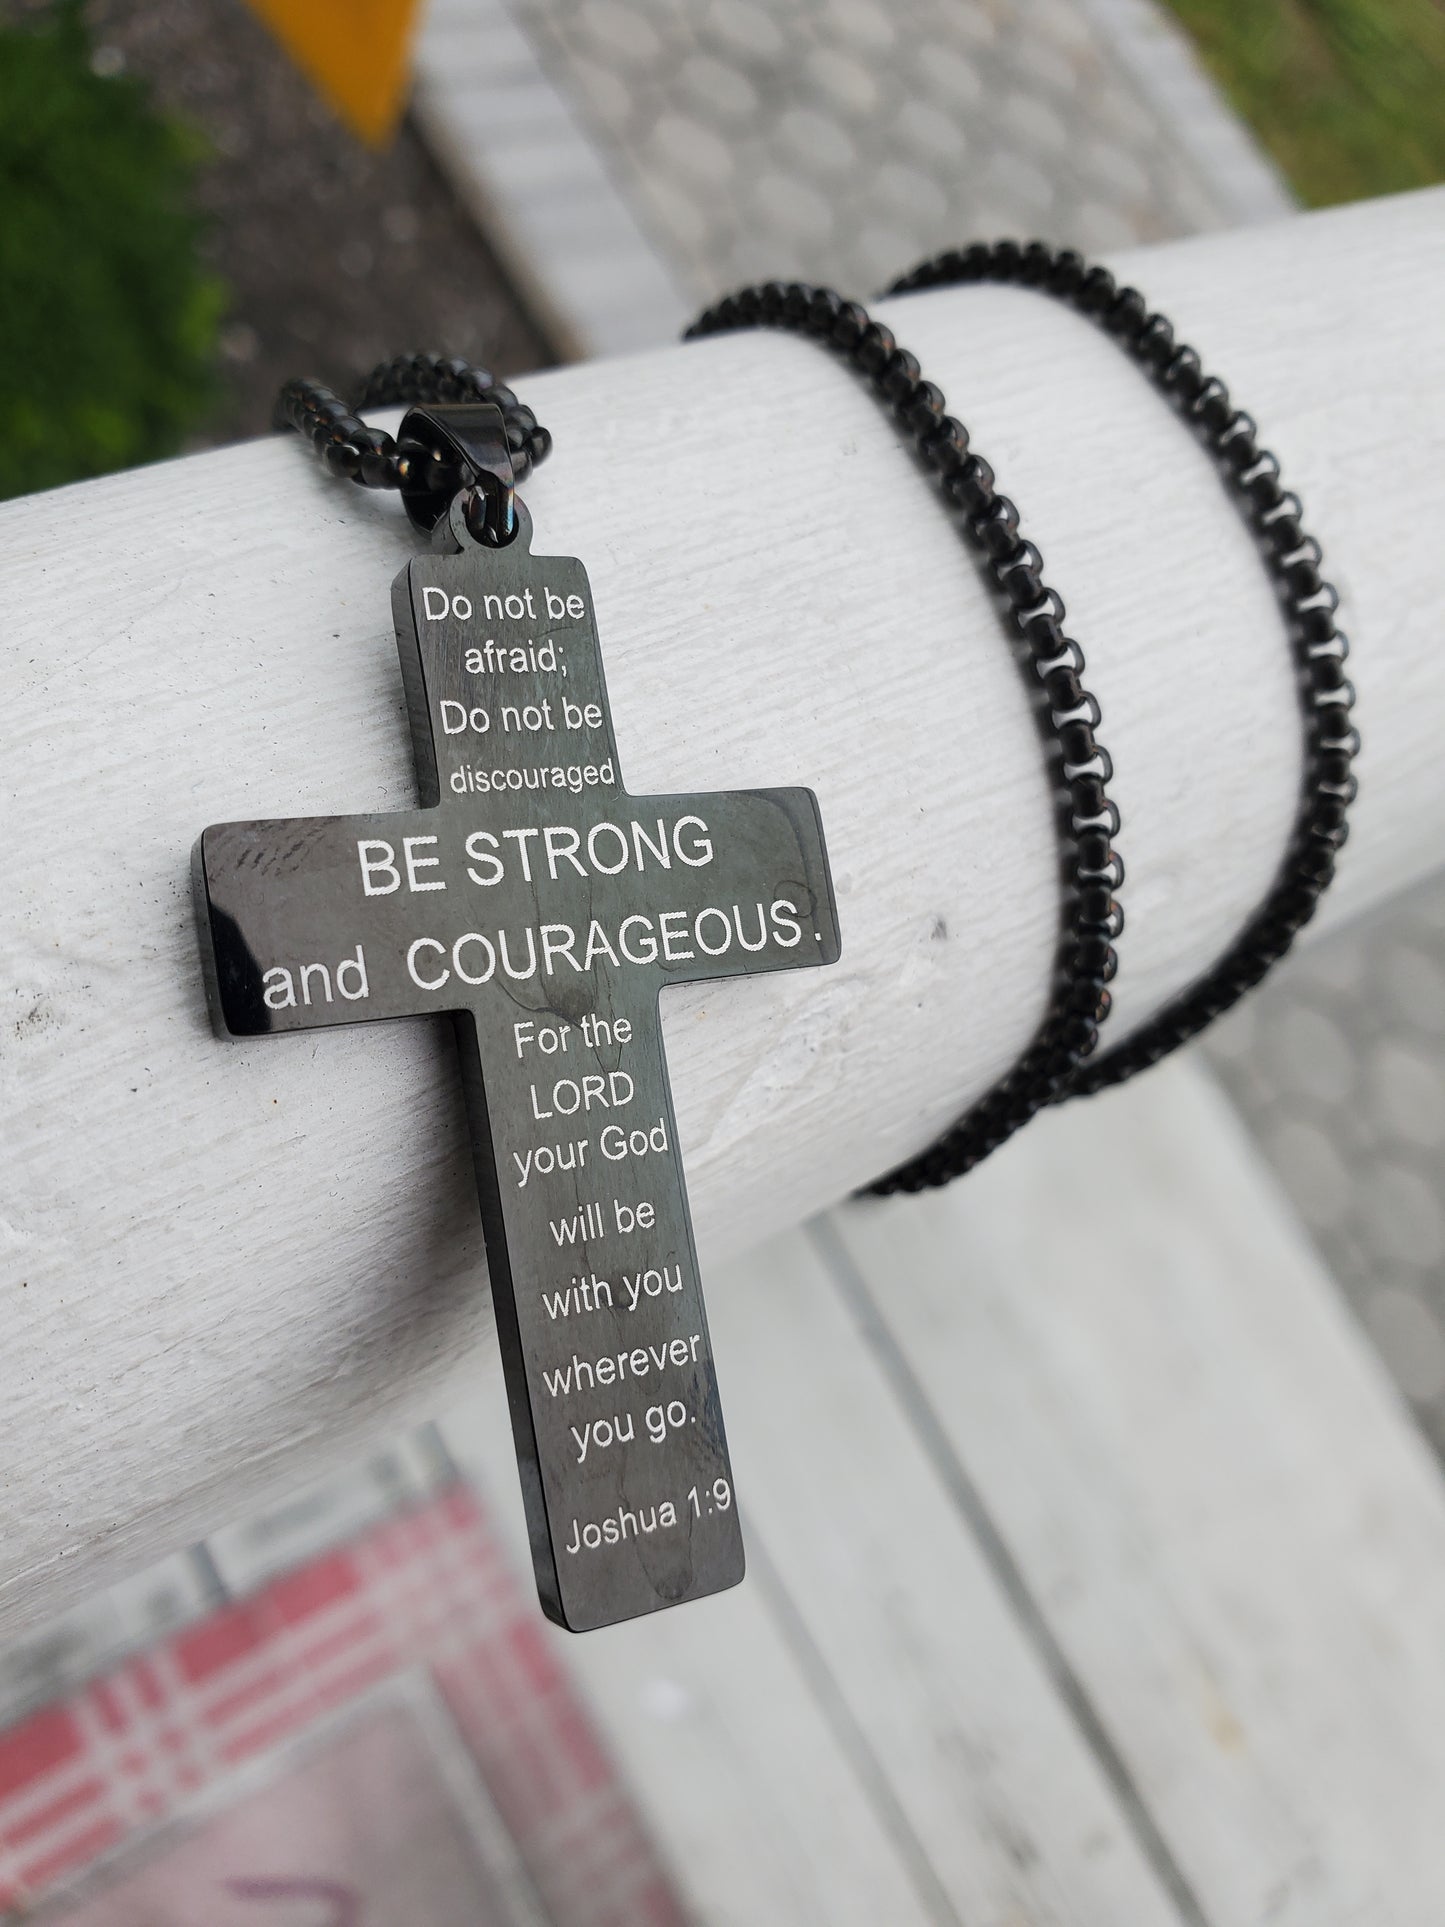 Do not be
afraid;
Do not be
discouraged
BE STRONG
and COURAGEOUS.
For the
LORD
your God
will be
with you
wherever
you go.
Joshua 1:9